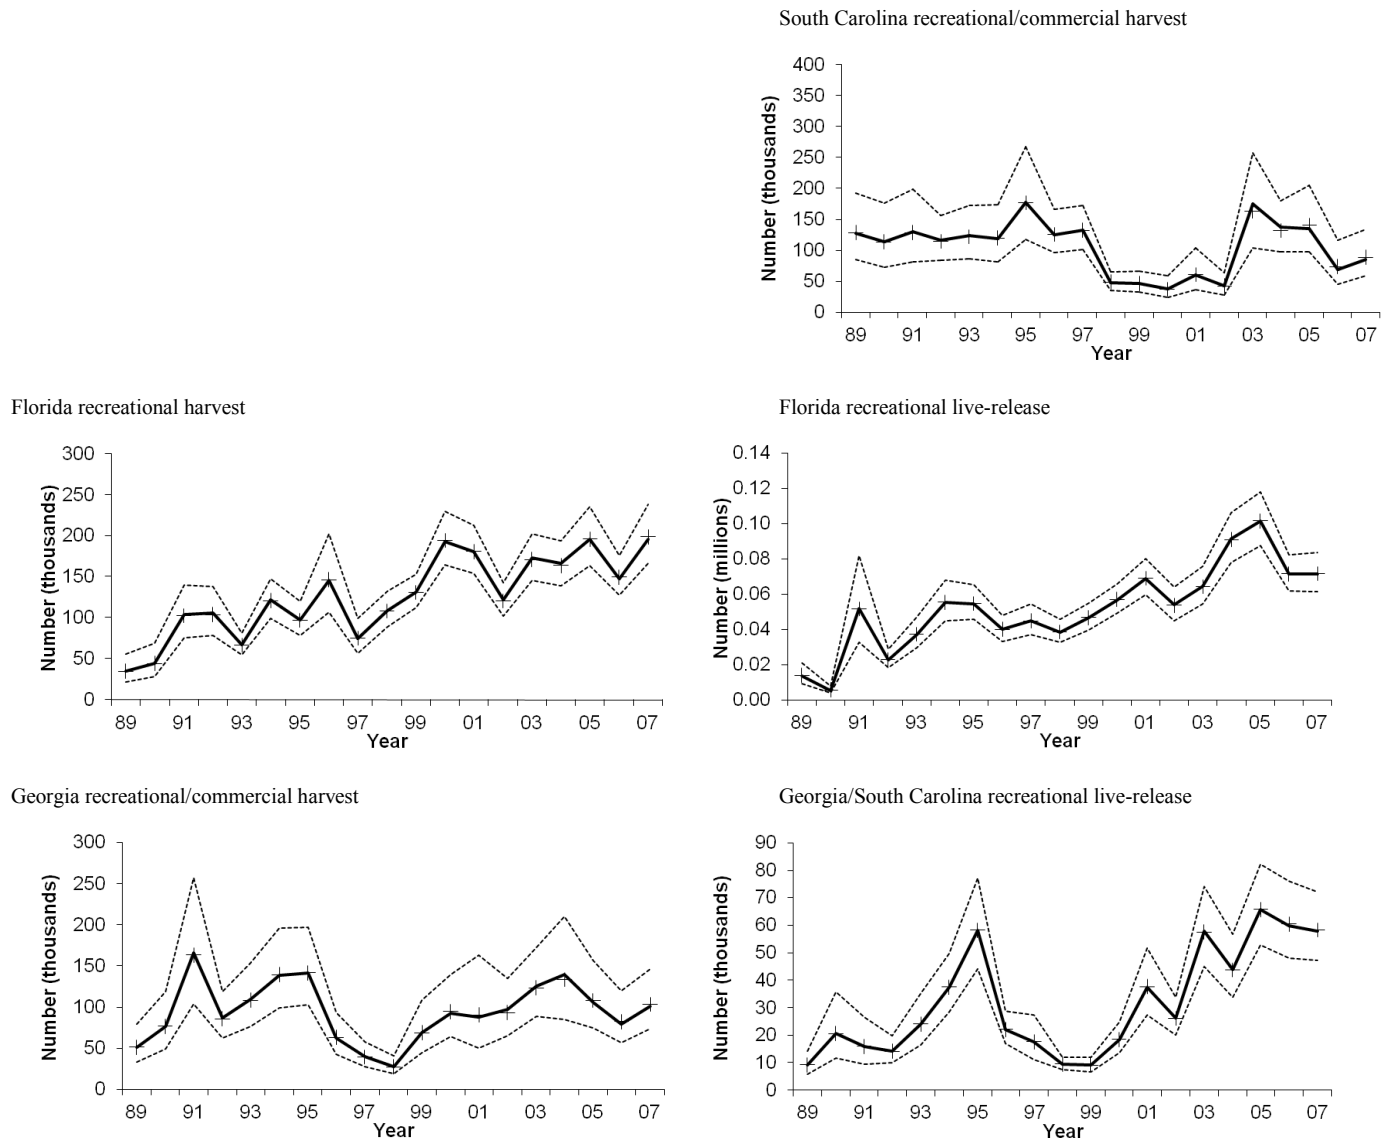 South Carolina recreational/commercial harvest
400
350
300
250
200
150
100
50
0
Number (thousands)
89 91 93 95 97 99 01 03 05 07
Year
Florida recreational harvest
300
250
200
150
100
50
0
Number (thousands)
89 91 93 95 97 99 01 03 05 07
Year
Florida recreational live-release
0.14
0.12
0.10
0.08
0.06
0.04
0.02
0.00
Number (millions)
89 91 93 95 97 99 01 03 05 07
Year
Georgia recreational/commercial harvest
300
250
200
150
100
50
0
Number (thousands)
89 91 93 95 97 99 01 03 05 07
Year
Georgia/South Carolina recreational live-release
90
80
70
60
50
40
30
20
10
0
Number (thousands)
89 91 93 95 97 99 01 03 05 07
Year